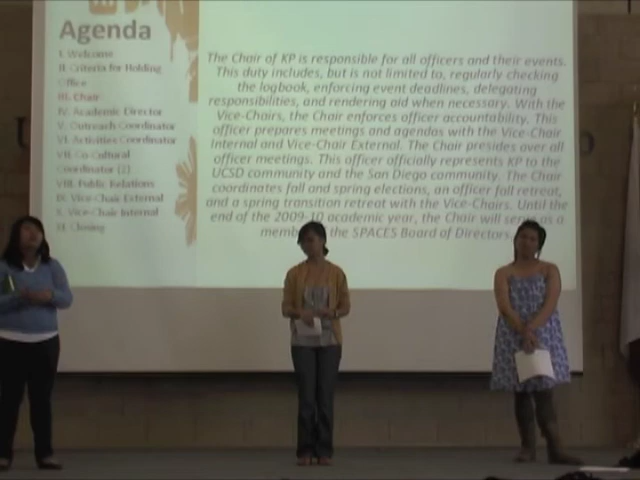 Agenda
I. Welcome
II. Criteria for Holding
Office
III. Chair
IV. Academic Director
V. Outreach Coordinator
VI. Activities Coordinator
VII. Co-Cultural
Coordinator (2)
VIII. Public Relations
IX. Vice-Chair External
X. Vice-Chair Internal
XI. Closing
The Chair of KP is responsible for all officers and their events.
This duty includes, but is not limited to, regularly checking
the logbook, enforcing event deadlines, delegating
responsibilities, and rendering aid when necessary. With the
Vice-Chairs, the Chair enforces officer accountability. This
officer prepares meetings and agendas with the Vice-Chair
Internal and Vice-Chair External. The Chair presides over all
officer meetings. This officer officially represents KP to the
UCSD community and the San Diego community. The Chair
coordinates fall and spring elections, an officer fall retreat,
and a spring transition retreat with the Vice-Chairs. Until the
end of the 2009-10 academic year, the Chair will serve as a
memb the SPACES Board of Directors.